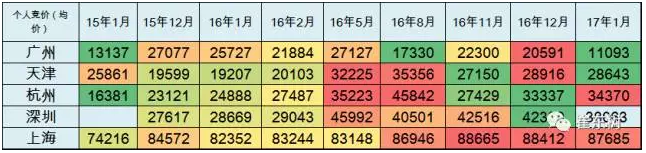 个人竞价（均价） 15年1月 15年12月 16年1月 16年2月 16年5月 16年8月 16年11月 16年12月 17年1月
广州 13137 27077 25727 21884 27127 17330 22300 20591 11093
天津 25861 19599 19207 20103 32225 35356 27150 28916 28643
杭州 16381 23121 24888 27487 35223 45842 27429 33337 34370
深圳 27617 28669 29043 45992 40501 42516
上海 74216 84572 82352 83244 83148 86946 88665 88412 87685